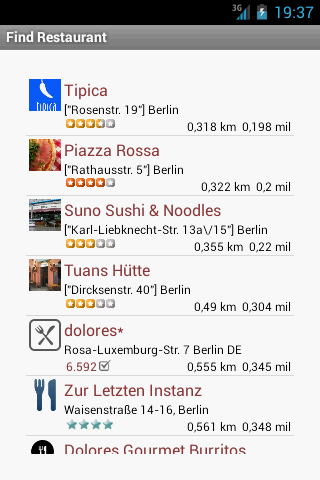 3G 19:37
Find Restaurant
tipica
Tipica
["Rosenstr. 19"] Berlin
0,318 km 0,198 mil
Piazza Rossa
["Rathausstr. 5"] Berlin
0,322 km 0,2 mil
Suno Sushi & Noodles
["Karl-Liebknecht-Str. 13a\/15"] Berlin
0,355 km 0,22 mil
Tuans Hütte
["Dircksenstr. 40"] Berlin
0,49 km 0,304 mil
dolores*
Rosa-Luxemburg-Str. 7 Berlin DE
6.592 0,555 km 0,345 mil
Zur Letzten Instanz
Waisenstraße 14-16, Berlin
0,561 km 0,348 mil
Dolores Gourmet Burritos